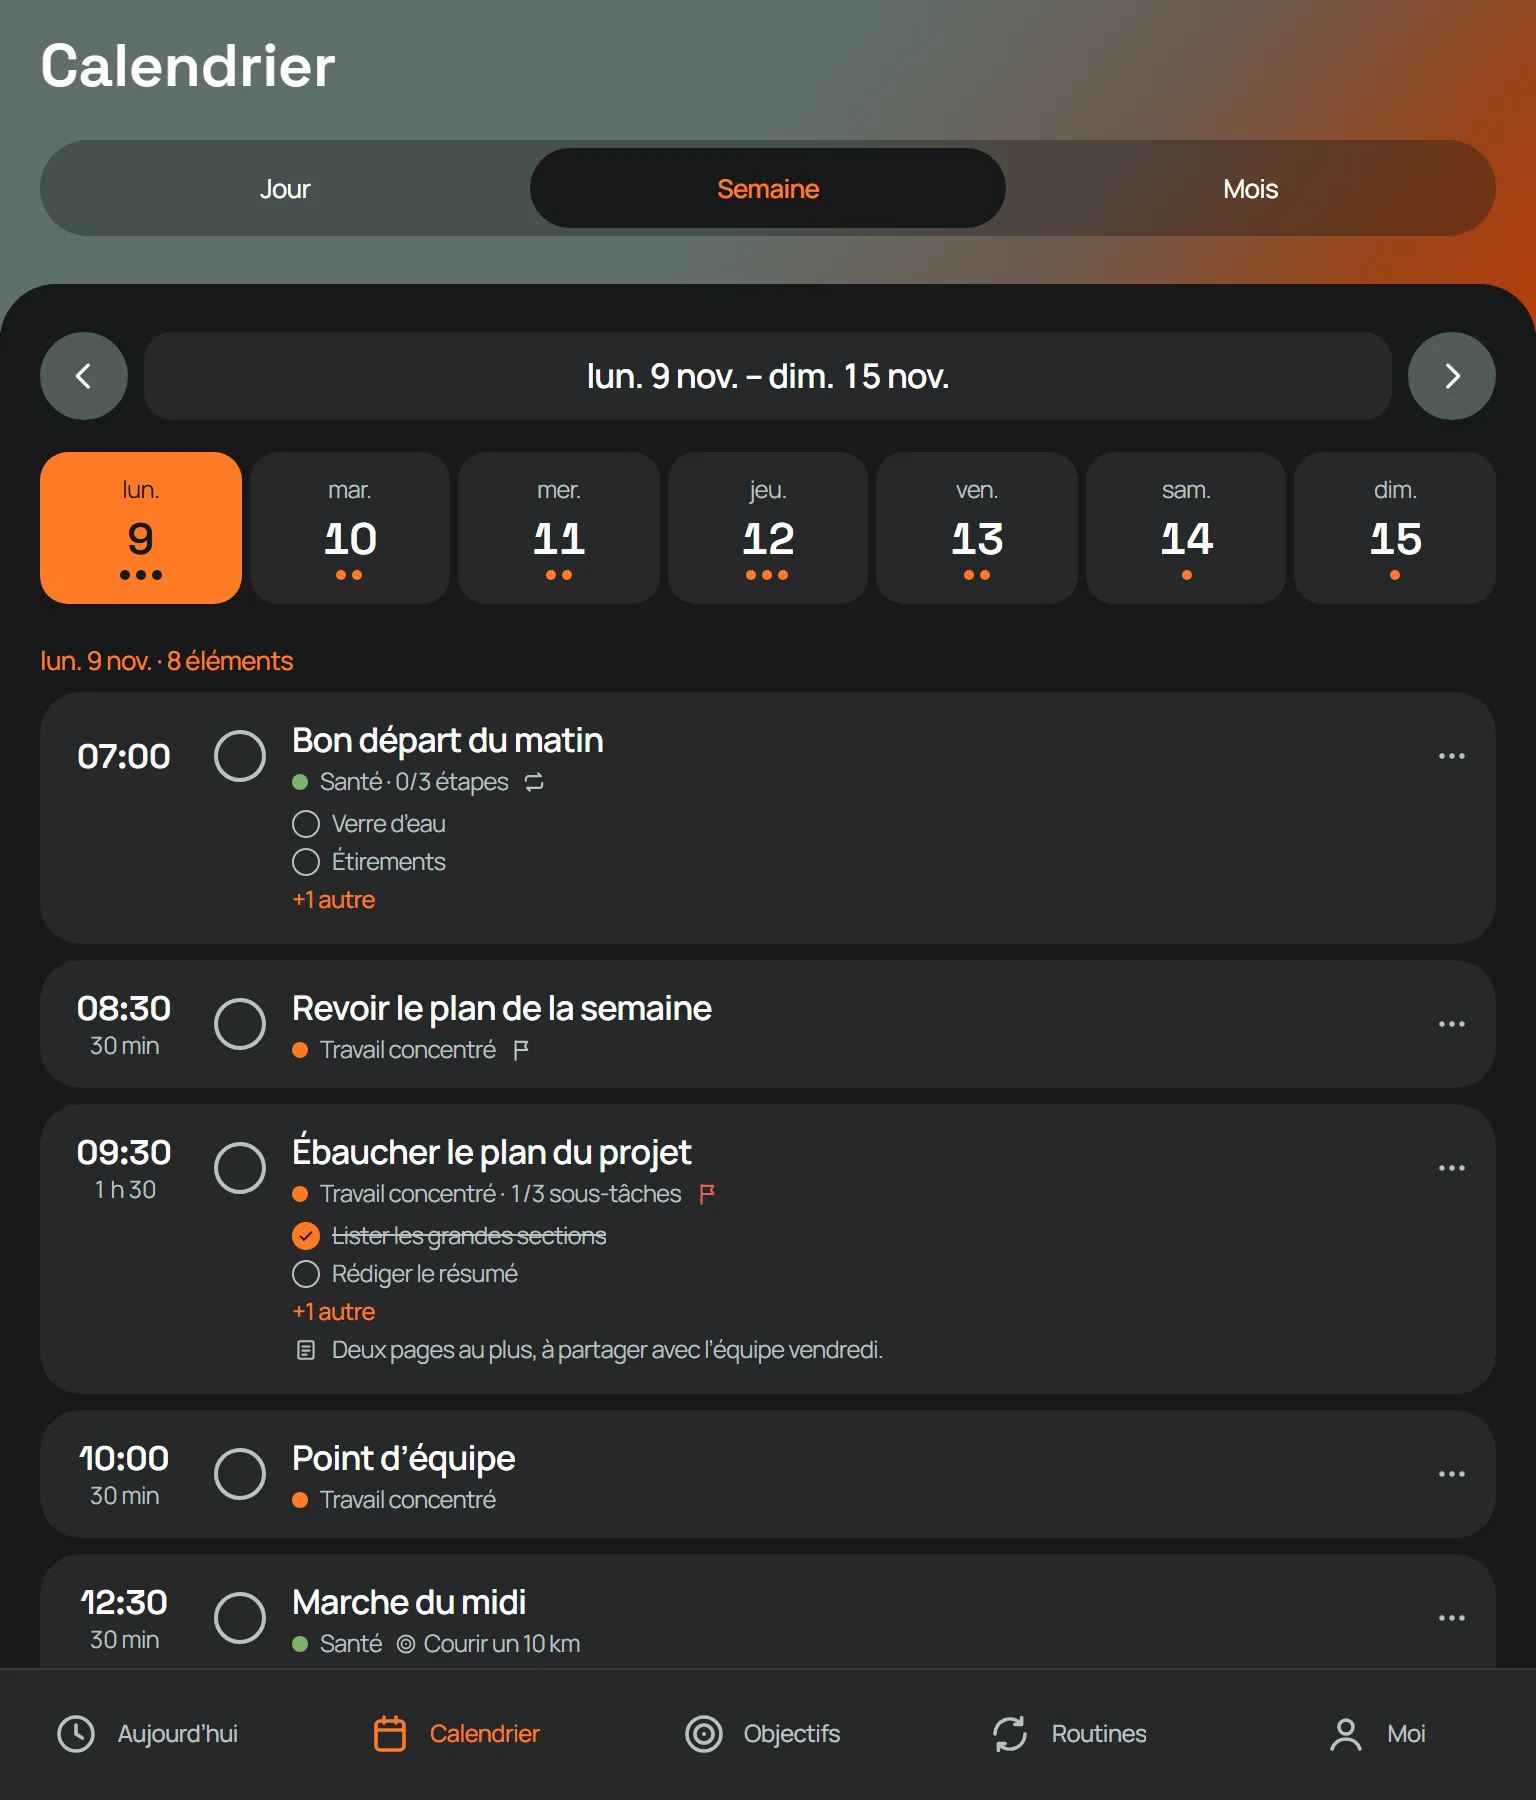 Calendrier
Jour
Semaine
Mois
lun. 9 nov. – dim. 15 nov.
lun.
9
mar.
10
mer.
11
jeu.
12
ven.
13
sam.
14
dim.
15
lun. 9 nov. · 8 éléments
07:00
Bon départ du matin
Santé · 0/3 étapes
Verre d’eau
Étirements
+1 autre
08:30
30 min
Revoir le plan de la semaine
Travail concentré
09:30
1 h 30
Ébaucher le plan du projet
Travail concentré · 1/3 sous-tâches
Lister les grandes sections
Rédiger le résumé
+1 autre
Deux pages au plus, à partager avec l’équipe vendredi.
10:00
30 min
Point d’équipe
Travail concentré
12:30
30 min
Marche du midi
Santé Courir un 10 km
Aujourd’hui
Calendrier
Objectifs
Routines
Moi